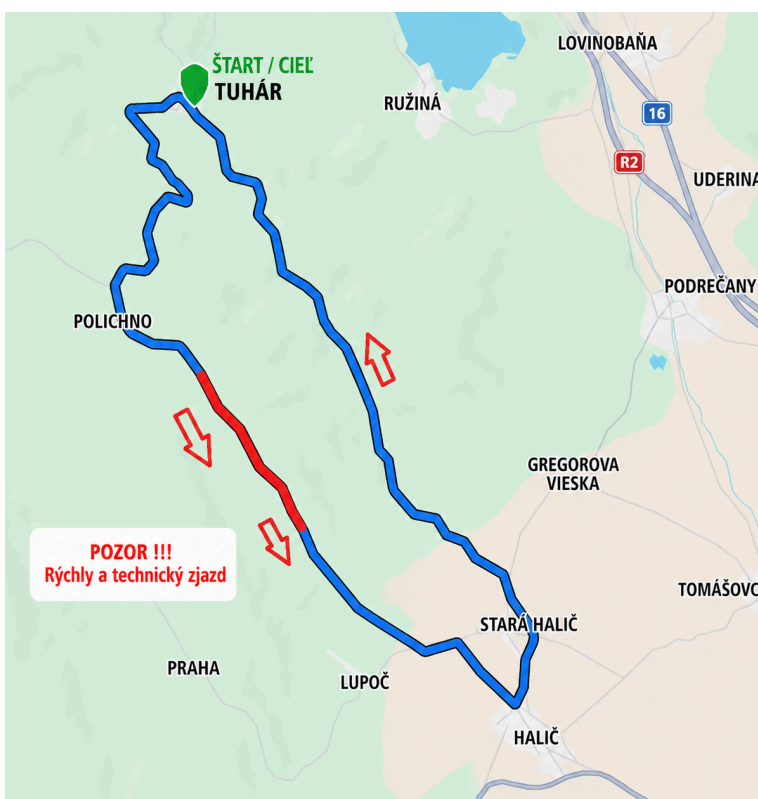 LOVINOBAŇA
ŠTART / CIEĽ
TUHÁR
RUŽINÁ
16
R2
UDERINA
PODREČANY
POLICHNO
GREGOROVA
VIESKA
POZOR !!!
Rýchly a technický zjazd
TOMÁŠOVC
STARÁ HALIČ
PRAHA
LUPOČ
HALIČ